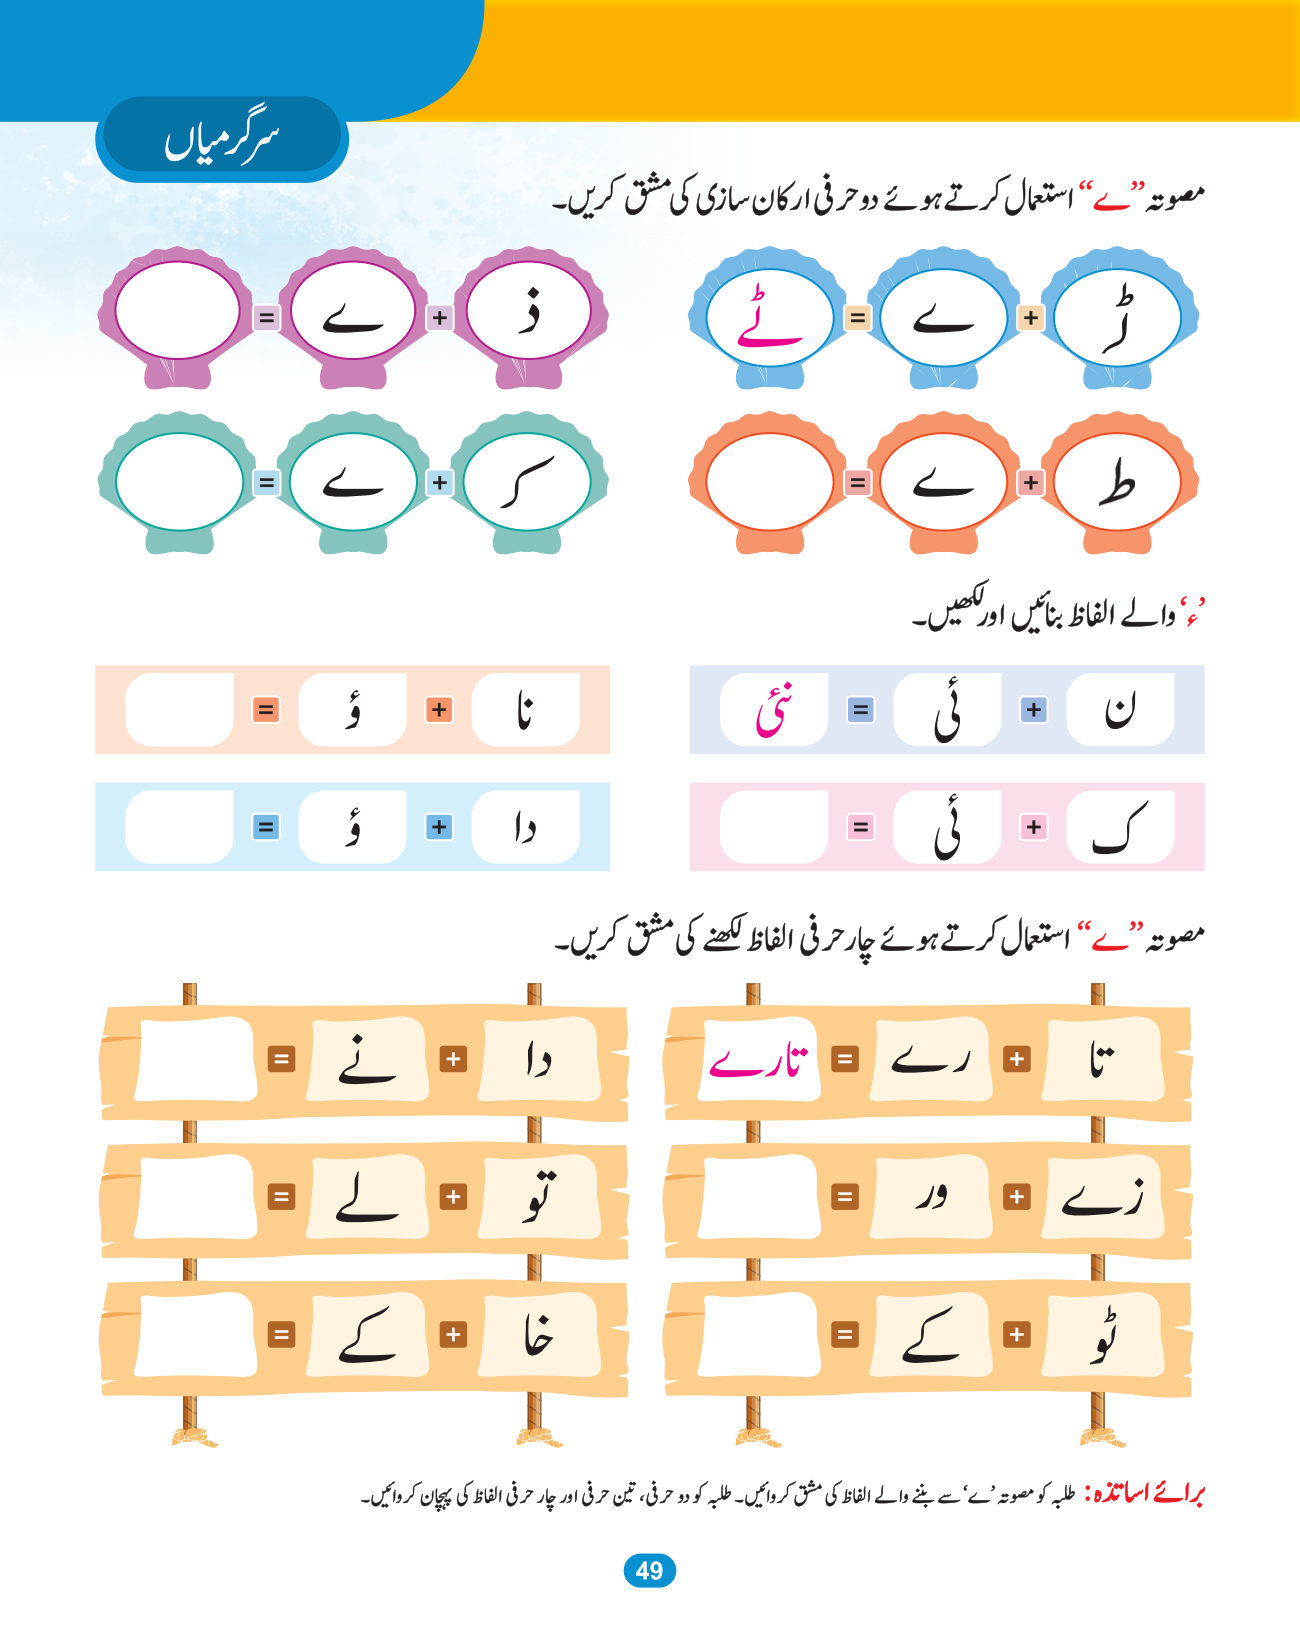 سرگرمیاں
مصوتہ ”ے“ استعمال کرتے ہوئے دو حرفی ارکان سازی کی مشق کریں۔
ٹر + ے = ٹے
ذ + ے =
ط + ے =
کر + ے =
’ء‘ والے الفاظ بنائیں اور لکھیں۔
ن + ئی = نئی
نا + ؤ =
ک + ئی =
دا + ؤ =
مصوتہ ”ے“ استعمال کرتے ہوئے چار حرفی الفاظ لکھنے کی مشق کریں۔
تا + رے = تارے
دا + نے =
زے + ور =
تو + لے =
ٹو + کے =
خا + کے =
برائے اساتذہ: طلبہ کو مصوتہ ’ے‘ سے بننے والے الفاظ کی مشق کروائیں۔ طلبہ کو دو حرفی، تین حرفی اور چار حرفی الفاظ کی پہچان کروائیں۔
49